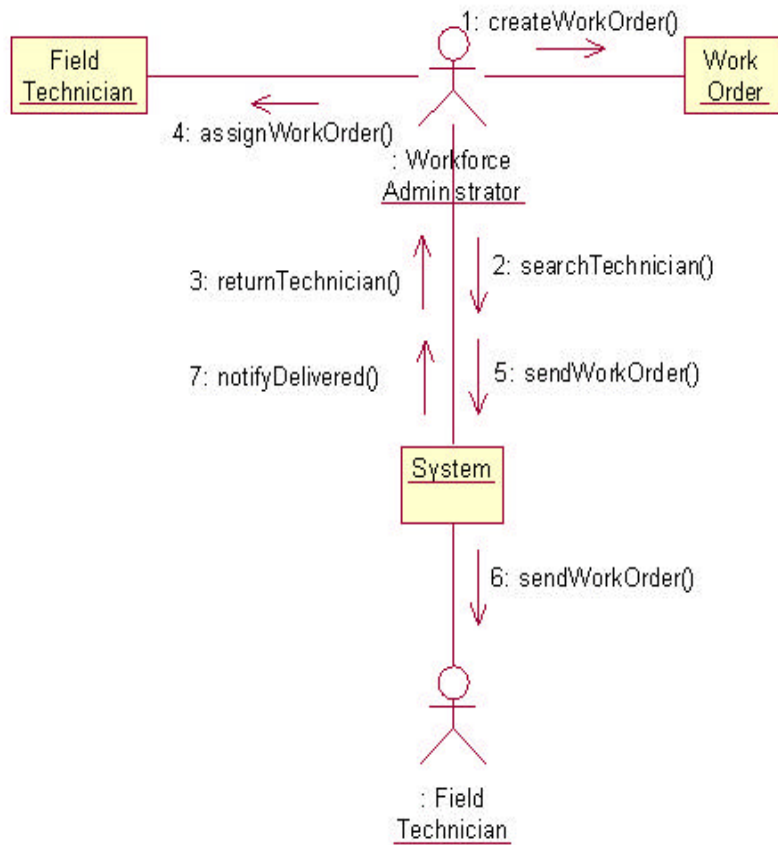 1: createWorkOrder()
Field
Technician
Work
Order
4: assignWorkOrder()
: Workforce
Administrator
3: returnTechnician()
2: searchTechnician()
7: notifyDelivered()
5: sendWorkOrder()
System
6: sendWorkOrder()
: Field
Technician